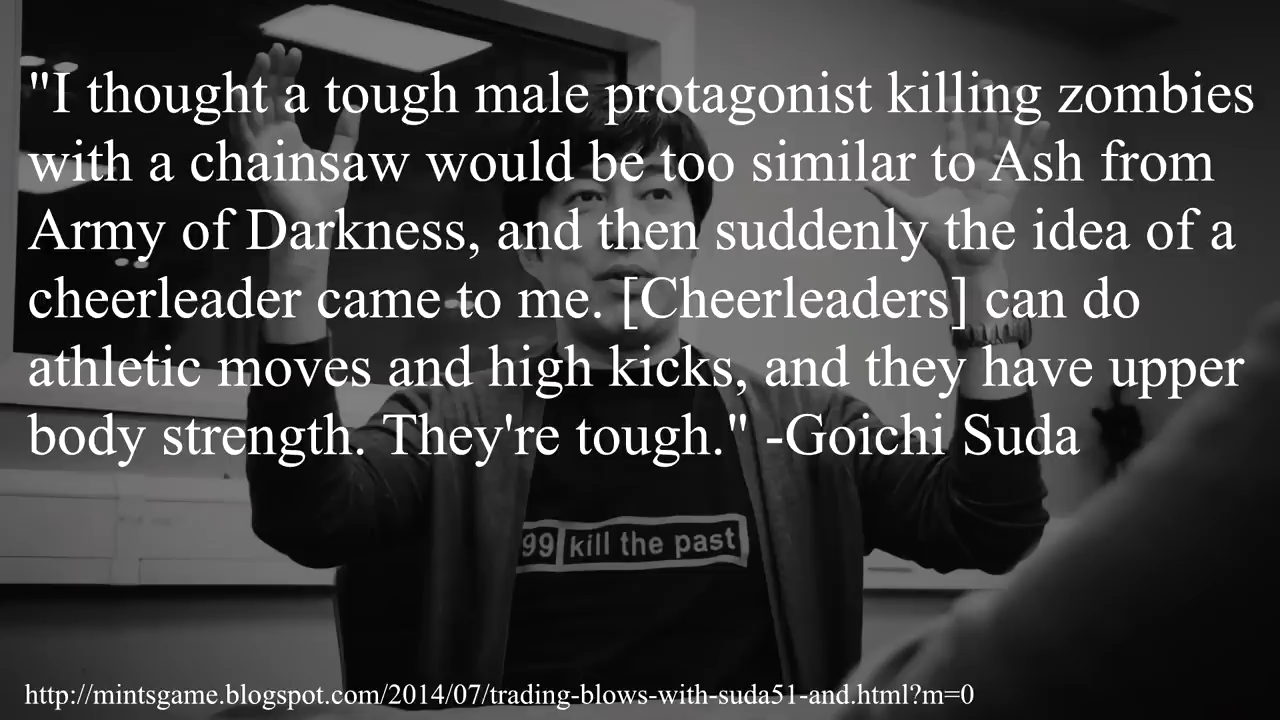 "I thought a tough male protagonist killing zombies
with a chainsaw would be too similar to Ash from
Army of Darkness, and then suddenly the idea of a
cheerleader came to me. [Cheerleaders] can do
athletic moves and high kicks, and they have upper
body strength. They're tough." -Goichi Suda
99 kill the past
http://mintsgame.blogspot.com/2014/07/trading-blows-with-suda51-and.html?m=0